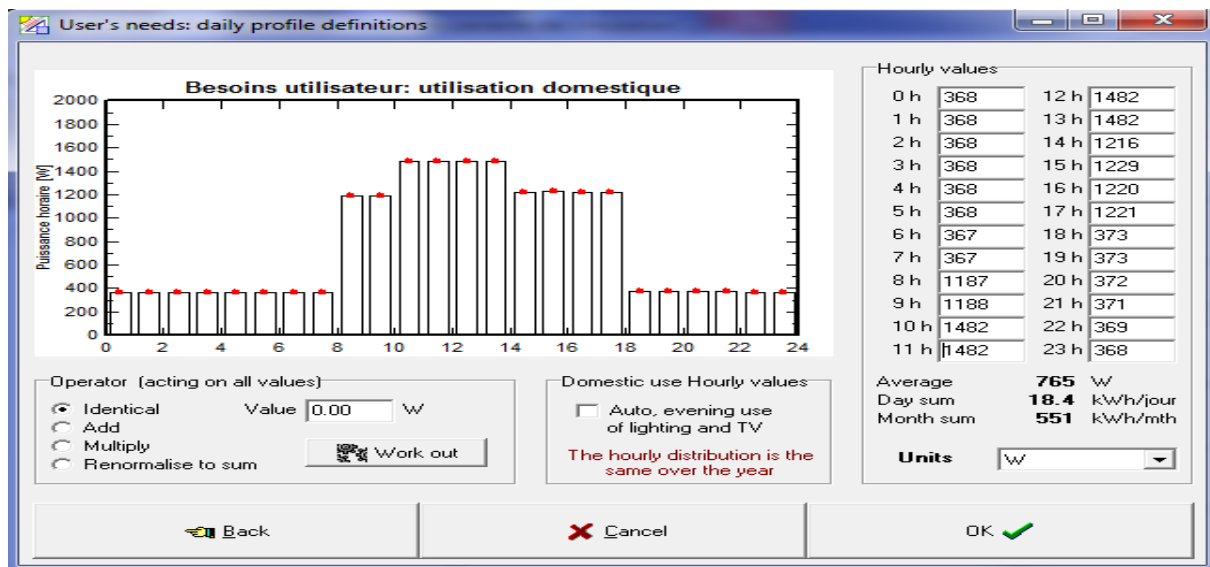 User's needs: daily profile definitions
Besoins utilisateur: utilisation domestique
Puissance horaire [W]
2000
1800
1600
1400
1200
1000
800
600
400
200
0
0 2 4 6 8 10 12 14 16 18 20 22 24
Hourly values
0 h 368 12 h 1482
1 h 368 13 h 1482
2 h 368 14 h 1216
3 h 368 15 h 1229
4 h 368 16 h 1220
5 h 368 17 h 1221
6 h 367 18 h 373
7 h 367 19 h 373
8 h 1187 20 h 372
9 h 1188 21 h 371
10 h 1482 22 h 369
11 h 1482 23 h 368
Average 765 W
Day sum 18.4 kWh/jour
Month sum 551 kWh/mth
Units W
Operator (acting on all values)
Identical Value 0.00 W
Add
Multiply
Renormalise to sum
Work out
Domestic use Hourly values
Auto, evening use
of lighting and TV
The hourly distribution is the
same over the year
Back
Cancel
OK